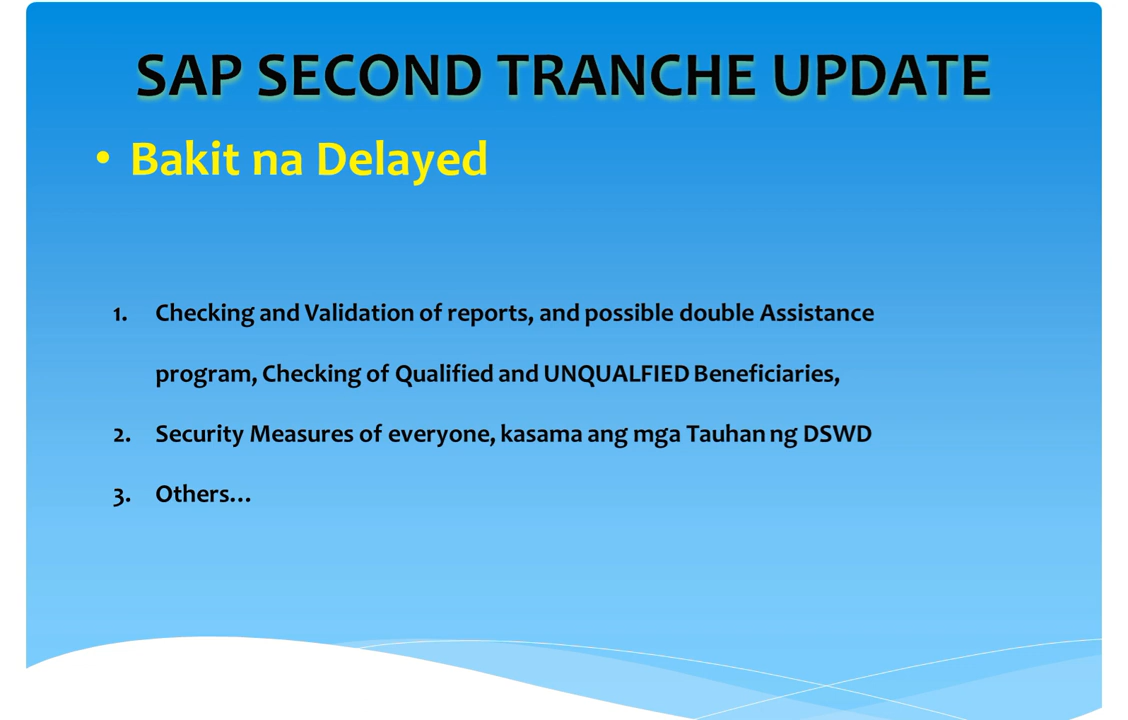 SAP SECOND TRANCHE UPDATE
• Bakit na Delayed
1. Checking and Validation of reports, and possible double Assistance
program, Checking of Qualified and UNQUALFIED Beneficiaries,
2. Security Measures of everyone, kasama ang mga Tauhan ng DSWD
3. Others...